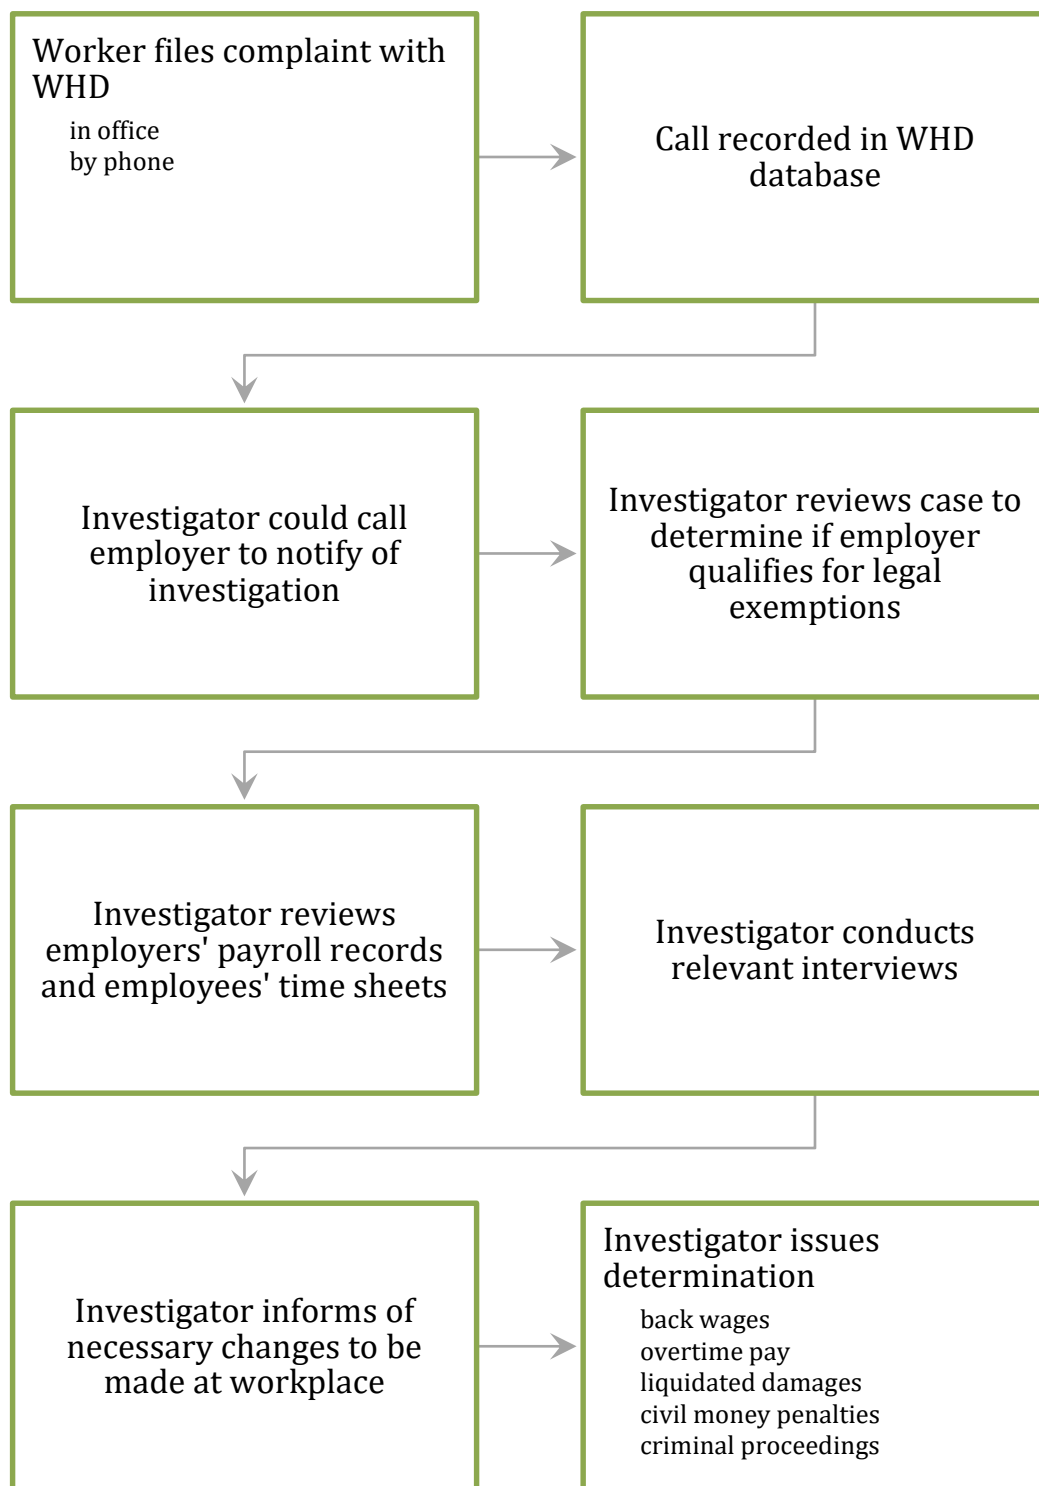 Worker files complaint with
WHD
in office
by phone
Call recorded in WHD
database
Investigator could call
employer to notify of
investigation
Investigator reviews case to
determine if employer
qualifies for legal
exemptions
Investigator reviews
employers' payroll records
and employees' time sheets
Investigator conducts
relevant interviews
Investigator informs of
necessary changes to be
made at workplace
Investigator issues
determination
back wages
overtime pay
liquidated damages
civil money penalties
criminal proceedings